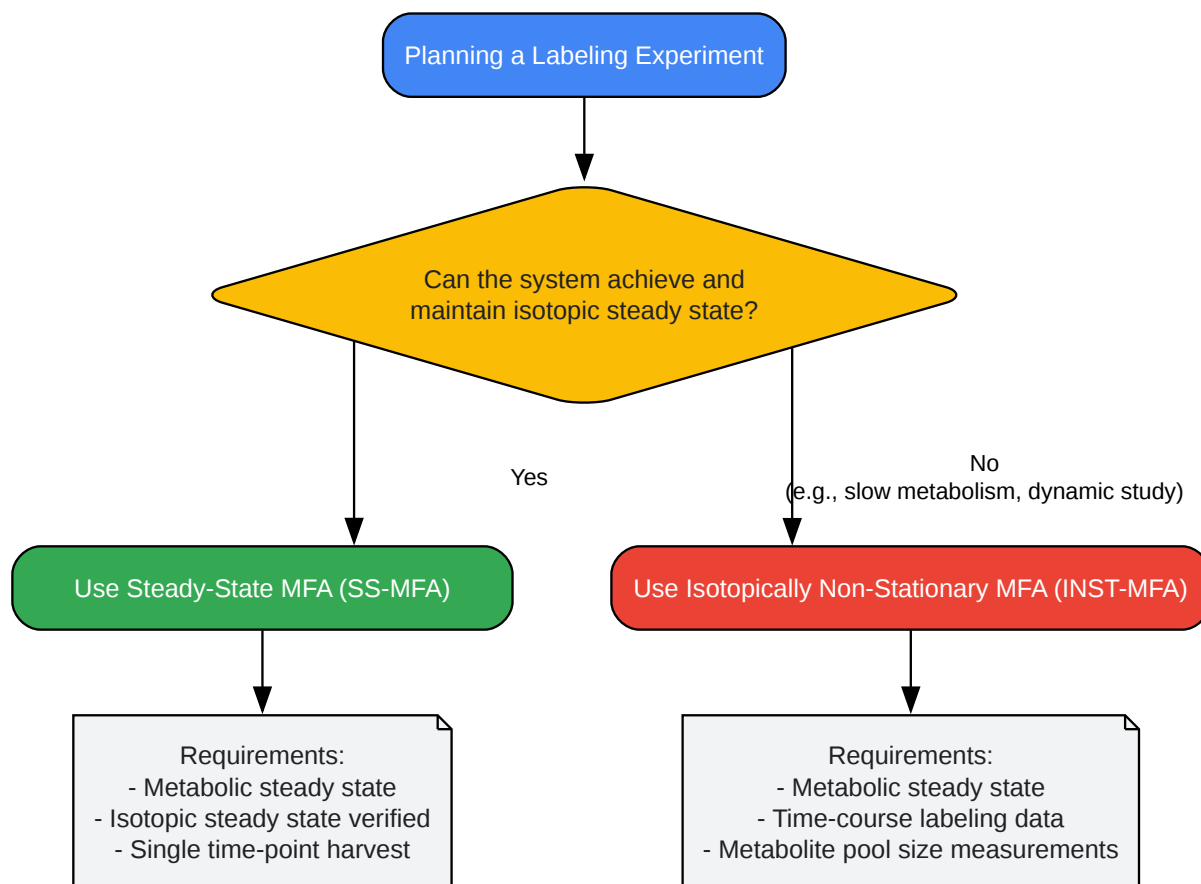 Planning a Labeling Experiment
Can the system achieve and
maintain isotopic steady state?
Yes
No
(e.g., slow metabolism, dynamic study)
Use Steady-State MFA (SS-MFA)
Use Isotopically Non-Stationary MFA (INST-MFA)
Requirements:
- Metabolic steady state
- Isotopic steady state verified
- Single time-point harvest
Requirements:
- Metabolic steady state
- Time-course labeling data
- Metabolite pool size measurements